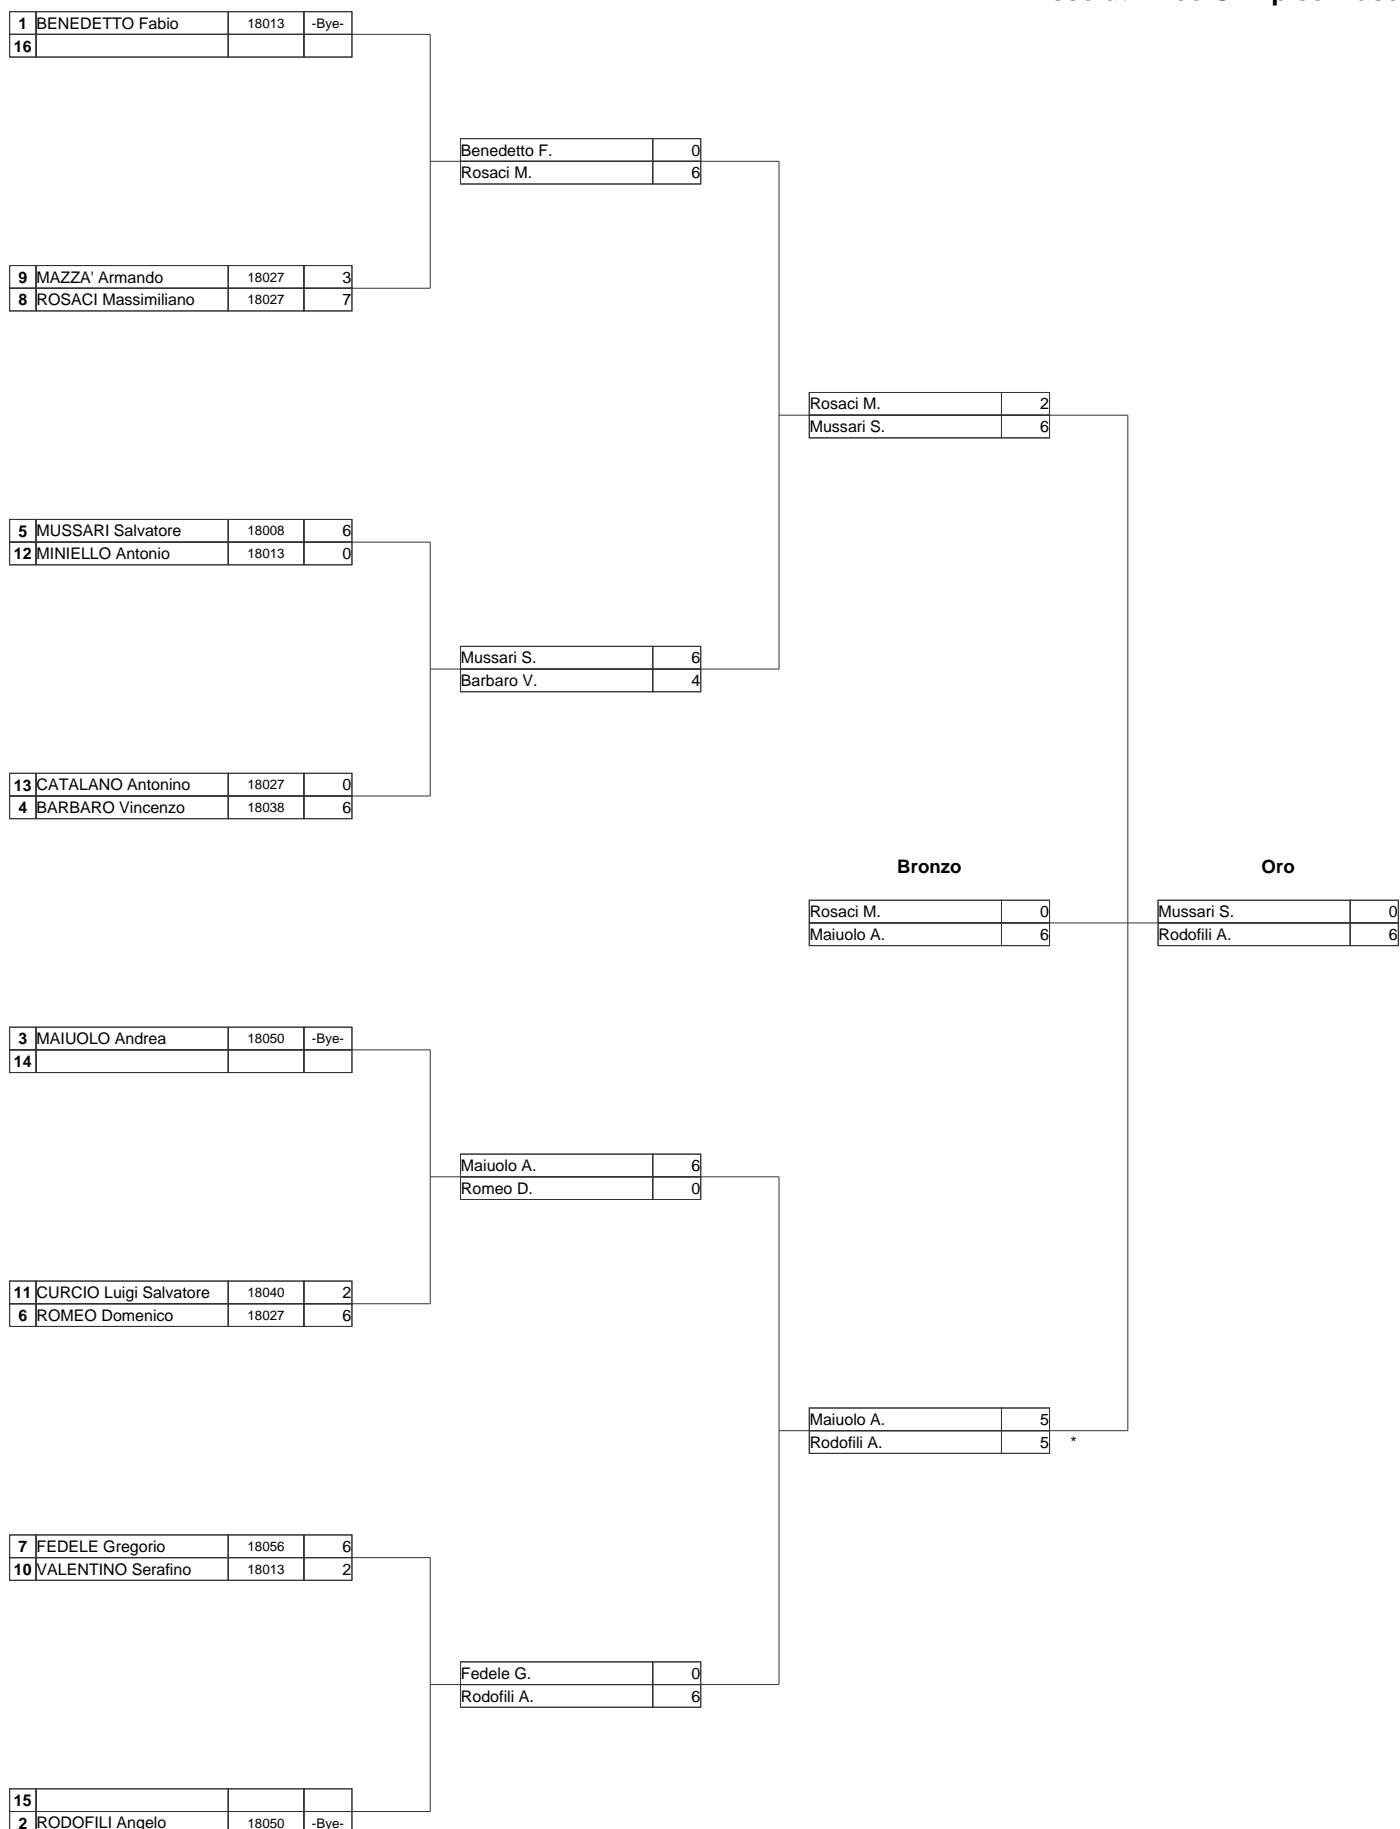 1 BENEDETTO Fabio 18013 -Bye-
16
Benedetto F. 0
Rosaci M. 6
9 MAZZA' Armando 18027 3
8 ROSACI Massimiliano 18027 7
Rosaci M. 2
Mussari S. 6
5 MUSSARI Salvatore 18008 6
12 MINIELLO Antonio 18013 0
Mussari S. 6
Barbaro V. 4
13 CATALANO Antonino 18027 0
4 BARBARO Vincenzo 18038 6
Bronzo Oro
Rosaci M. 0 Mussari S. 0
Maiuolo A. 6 Rodofili A. 6
3 MAIUOLO Andrea 18050 -Bye-
14
Maiuolo A. 6
Romeo D. 0
11 CURCIO Luigi Salvatore 18040 2
6 ROMEO Domenico 18027 6
Maiuolo A. 5
Rodofili A. 5 *
7 FEDELE Gregorio 18056 6
10 VALENTINO Serafino 18013 2
Fedele G. 0
Rodofili A. 6
15
2 RODOFILI Angelo 18050 -Bye-